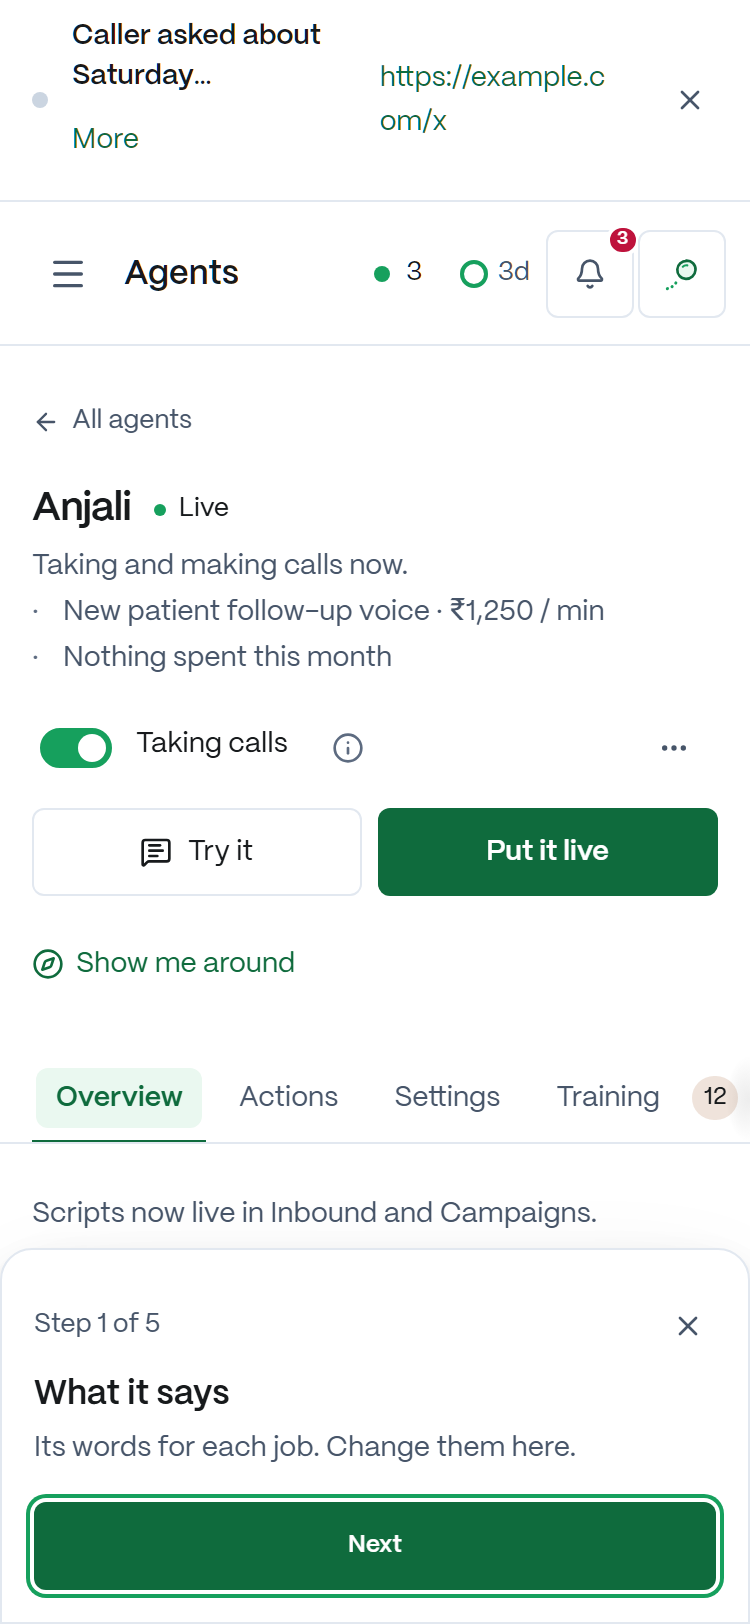 Caller asked about
Saturday...
More
https://example.c
om/x
Agents
3
3d
3
All agents
Anjali
Live
Taking and making calls now.
· New patient follow-up voice · ₹1,250 / min
· Nothing spent this month
Taking calls
Try it
Put it live
Show me around
Overview
Actions
Settings
Training
12
Scripts now live in Inbound and Campaigns.
Step 1 of 5
What it says
Its words for each job. Change them here.
Next